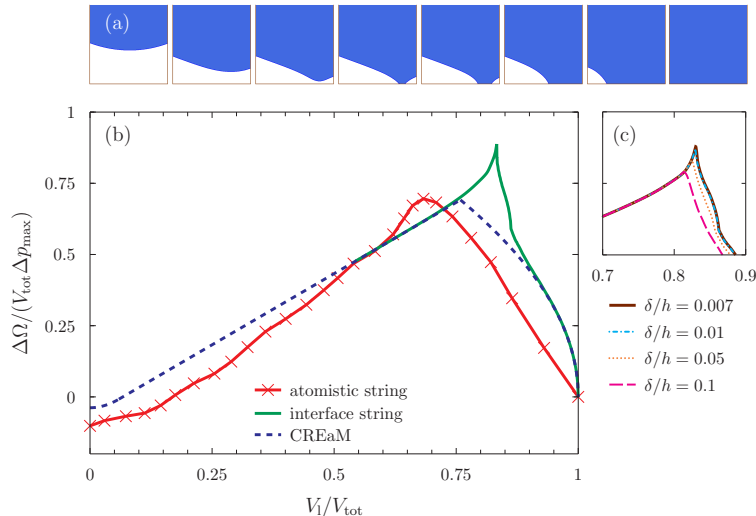 (a)
(b)
1
0.75
0.5
0.25
0
ΔΩ/(V_tot Δp_max)
atomistic string
interface string
CREaM
0 0.25 0.5 0.75 1
V_l/V_tot
(c)
0.7 0.8 0.9
δ/h = 0.007
δ/h = 0.01
δ/h = 0.05
δ/h = 0.1